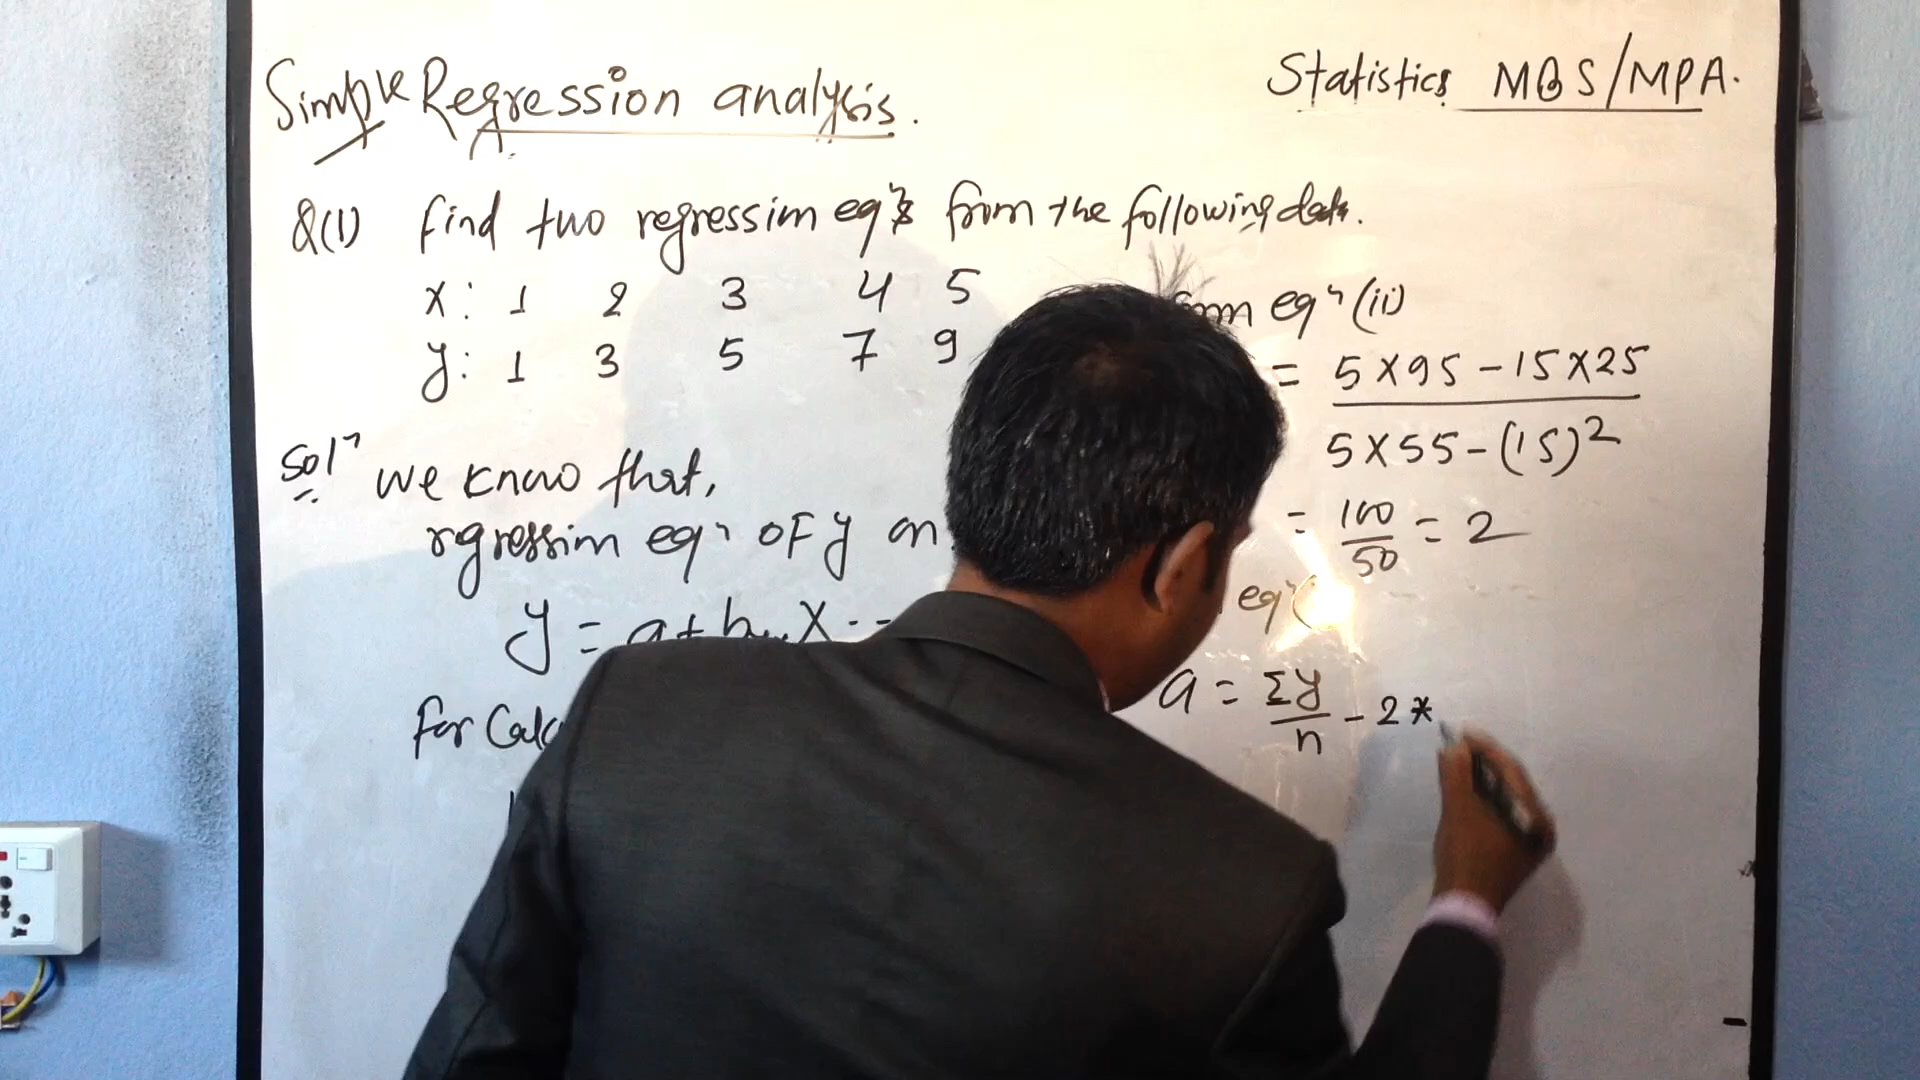 Simple Regression analysis.
Statistics MBS/MPA.
Q(1) find two regression eqns from the following data.
x: 1 2 3 4 5
y: 1 3 5 7 9
Soln we know that,
rgression eqn OF y on
y = a + b x - -
For Calc
eqn (ii)
= 5×95 - 15×25
5×55 - (15)2
= 100/50 = 2
eqn
a = Σy/n - 2 *